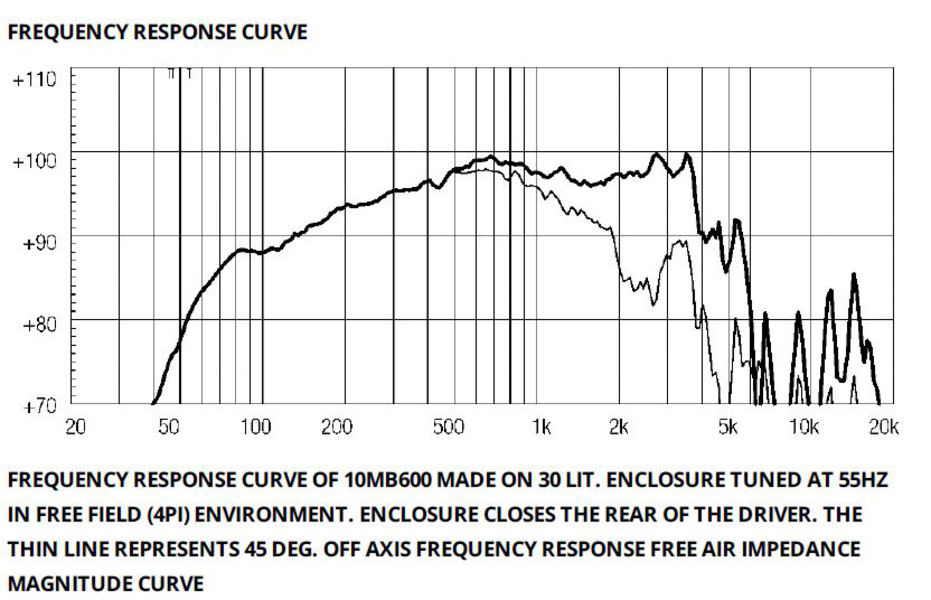 FREQUENCY RESPONSE CURVE
+110
+100
+90
+80
+70
20 50 100 200 500 1k 2k 5k 10k 20k
FREQUENCY RESPONSE CURVE OF 10MB600 MADE ON 30 LIT. ENCLOSURE TUNED AT 55HZ
IN FREE FIELD (4PI) ENVIRONMENT. ENCLOSURE CLOSES THE REAR OF THE DRIVER. THE
THIN LINE REPRESENTS 45 DEG. OFF AXIS FREQUENCY RESPONSE FREE AIR IMPEDANCE
MAGNITUDE CURVE